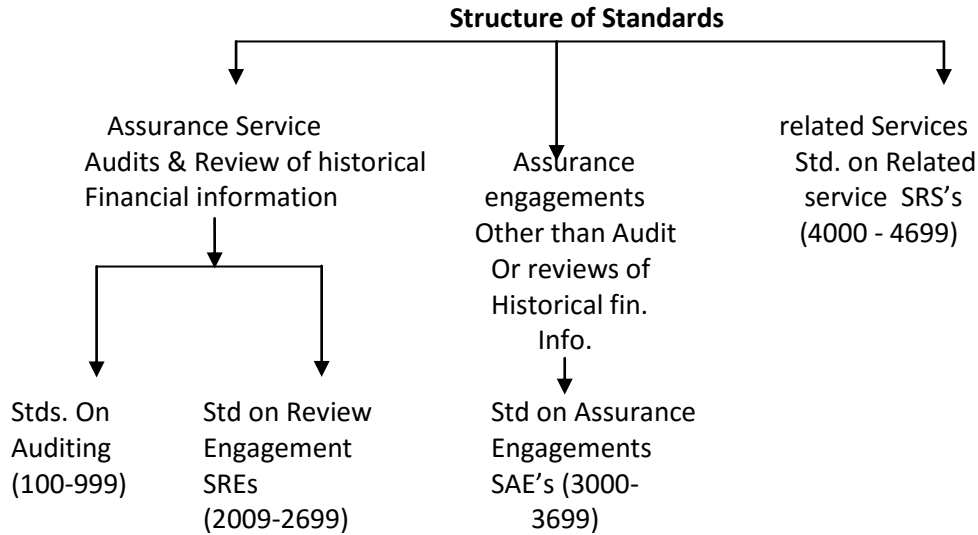 Structure of Standards
Assurance Service
Audits & Review of historical
Financial information
Assurance
engagements
Other than Audit
Or reviews of
Historical fin.
Info.
related Services
Std. on Related
service SRS’s
(4000 - 4699)
Stds. On
Auditing
(100-999)
Std on Review
Engagement
SREs
(2009-2699)
Std on Assurance
Engagements
SAE’s (3000-
3699)